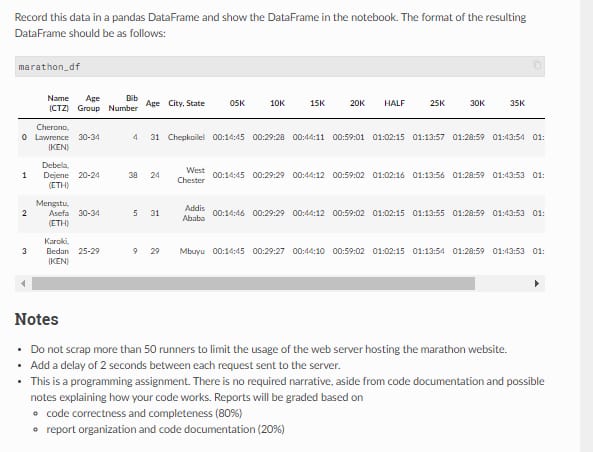 Record this data in a pandas DataFrame and show the DataFrame in the notebook. The format of the resulting
DataFrame should be as follows:
marathon_df
Name (CTZ) Age Group Bib Number Age City, State 05K 10K 15K 20K HALF 25K 30K 35K
0 Cherono, Lawrence (KEN) 30-34 4 31 Chepkoilel 00:14:45 00:29:28 00:44:11 00:59:01 01:02:15 01:13:57 01:28:59 01:43:54 01:
1 Debela, Dejene (ETH) 20-24 38 24 West Chester 00:14:45 00:29:29 00:44:12 00:59:02 01:02:16 01:13:56 01:28:59 01:43:53 01:
2 Mengstu, Asefa (ETH) 30-34 5 31 Addis Ababa 00:14:46 00:29:29 00:44:12 00:59:02 01:02:15 01:13:55 01:28:59 01:43:53 01:
3 Karoki, Bedan (KEN) 25-29 9 29 Mbuyu 00:14:45 00:29:27 00:44:10 00:59:02 01:02:15 01:13:54 01:28:59 01:43:53 01:
Notes
• Do not scrap more than 50 runners to limit the usage of the web server hosting the marathon website.
• Add a delay of 2 seconds between each request sent to the server.
• This is a programming assignment. There is no required narrative, aside from code documentation and possible
notes explaining how your code works. Reports will be graded based on
◦ code correctness and completeness (80%)
◦ report organization and code documentation (20%)